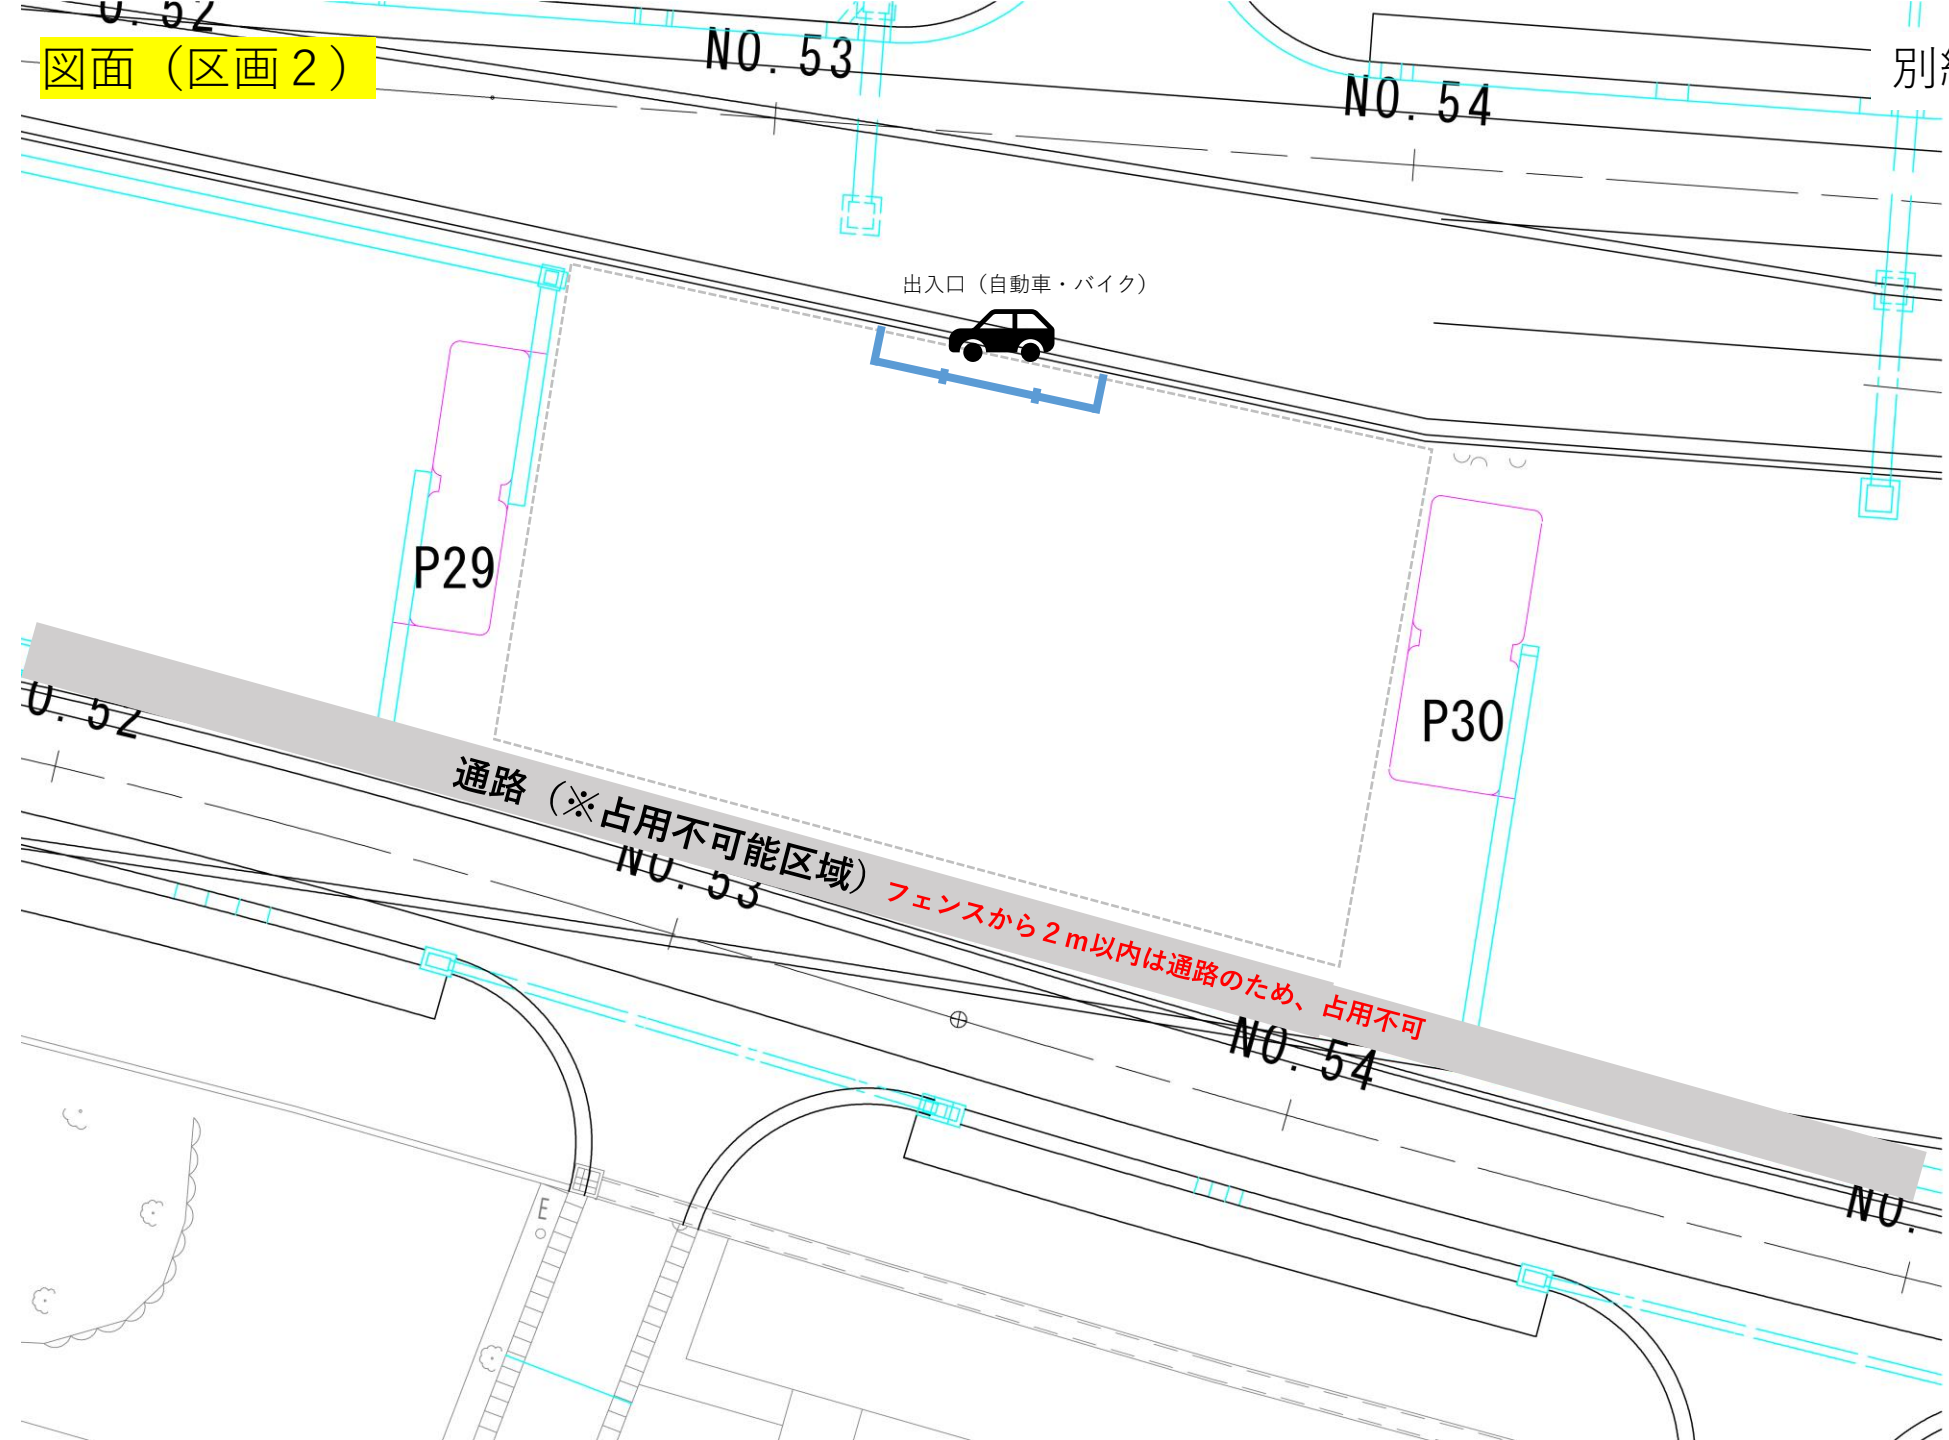 図面（区画２）
NO. 53
NO. 54
出入口（自動車・バイク）
P29
P30
通路（※占用不可能区域）
フェンスから２ｍ以内は通路のため、占用不可
NO. 53
NO. 54
E